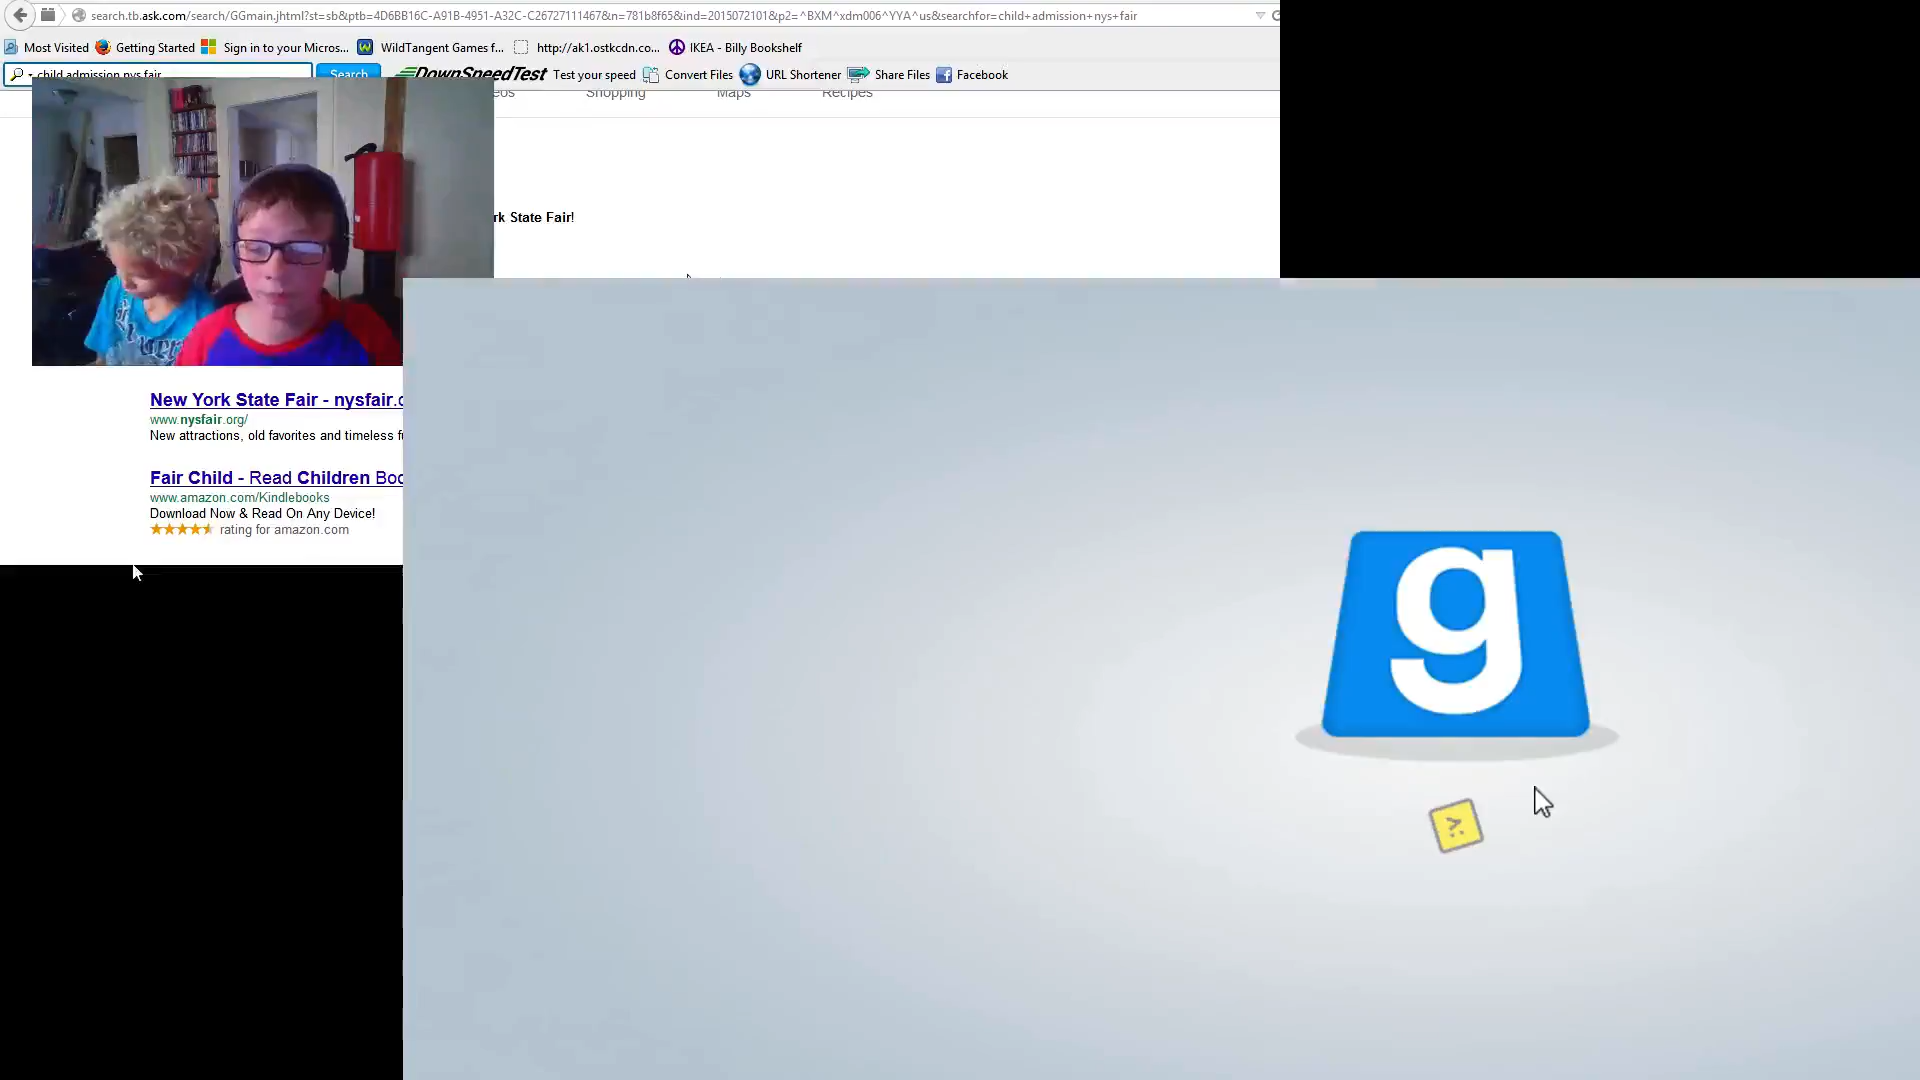 search.tb.ask.com/search/GGmain.jhtml?st=sb&ptb=4D6BB16C-A91B-4951-A32C-C26727111467&n=781b8f65&ind=2015072101&p2=^BXM^xdm006^YYA^us&searchfor=child+admission+nys+fair
Most Visited Getting Started Sign in to your Micros... WildTangent Games f... http://ak1.ostkcdn.co... IKEA - Billy Bookshelf
child admission nys fair Search DownSpeedTest Test your speed Convert Files URL Shortener Share Files Facebook
Shopping Maps Recipes
State Fair!
New York State Fair - nysfair.
www.nysfair.org/
New attractions, old favorites and timeless
Fair Child - Read Children
www.amazon.com/Kindlebooks
Download Now & Read On Any Device!
rating for amazon.com
g